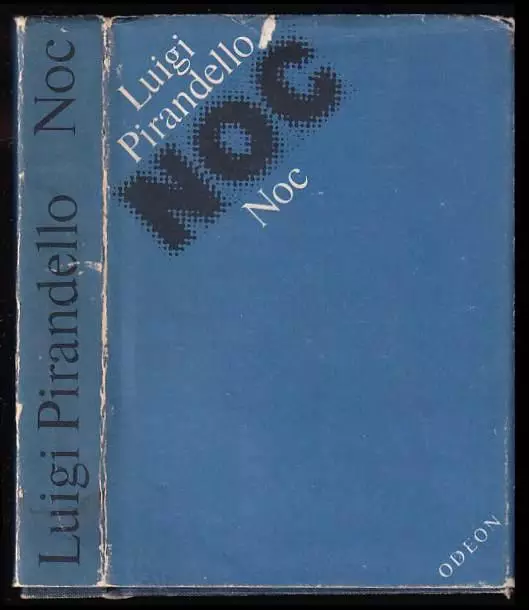 Luigi Pirandello Noc
Luigi
Pirandello
NOC
Noc
ODEON